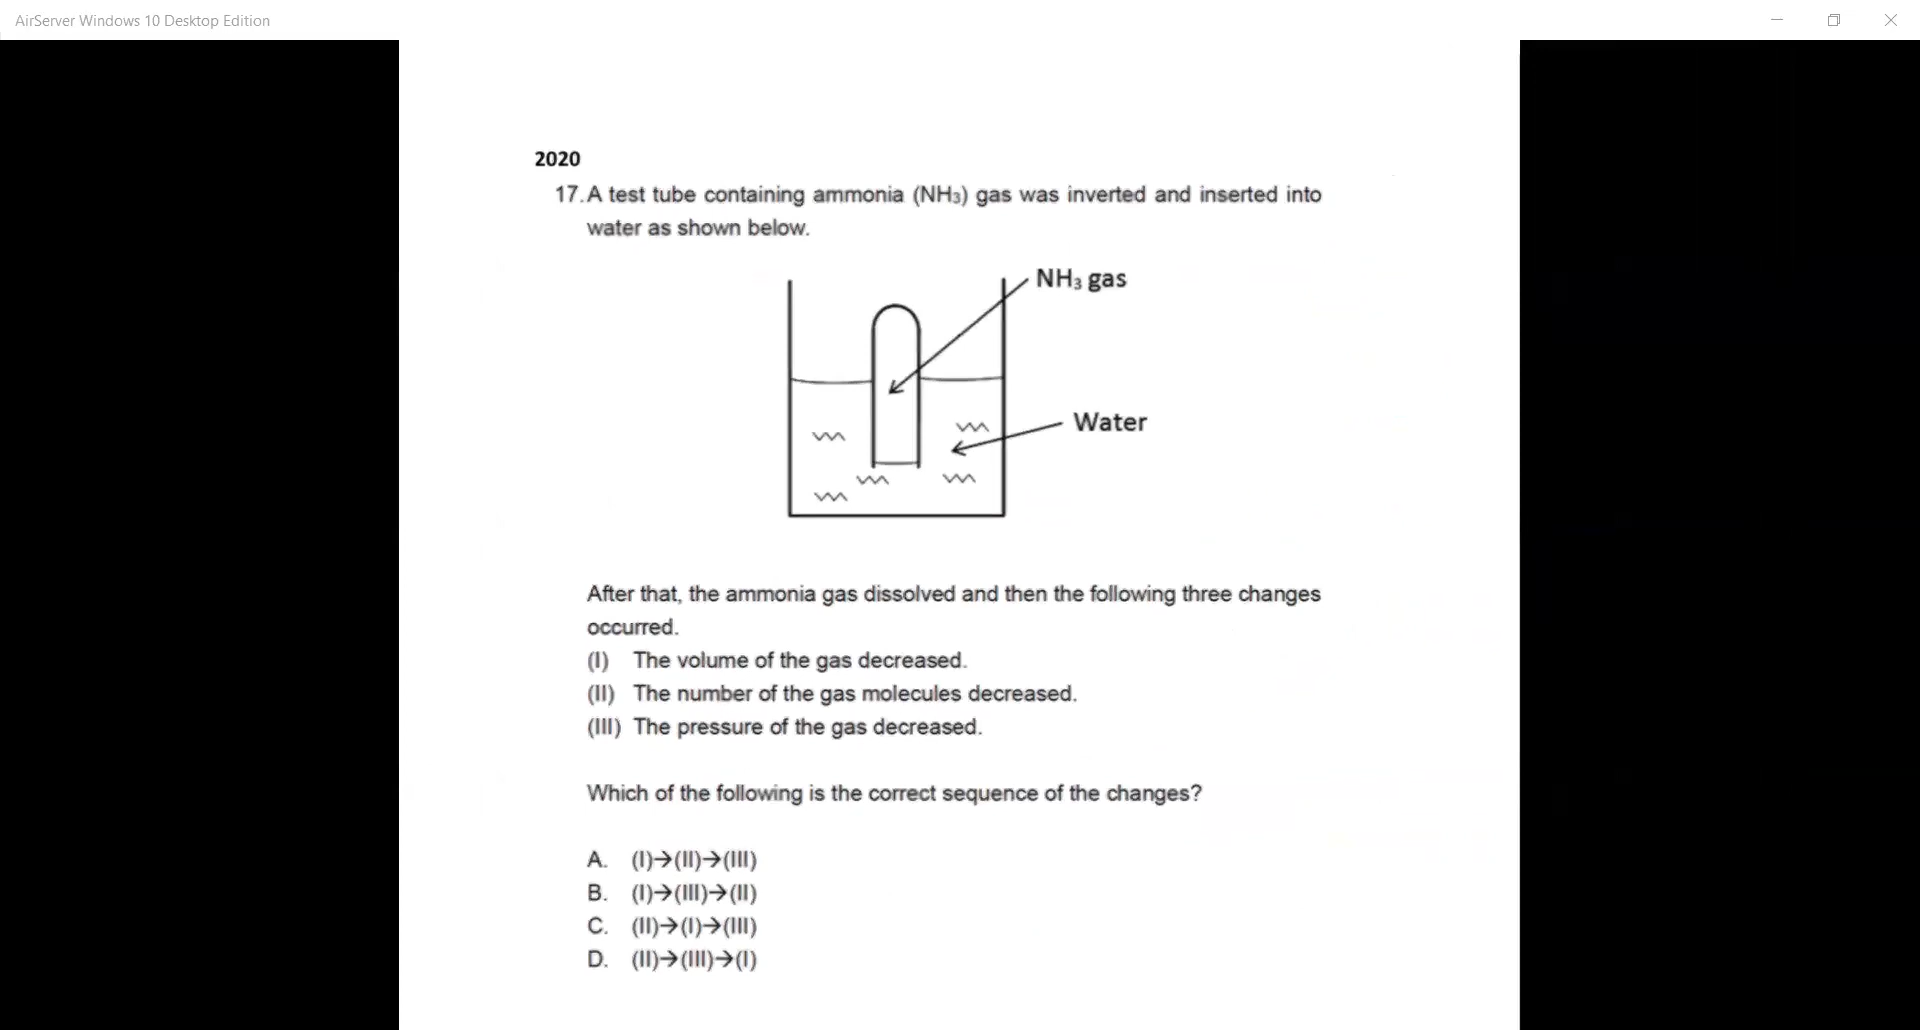 AirServer Windows 10 Desktop Edition
2020
17. A test tube containing ammonia (NH₃) gas was inverted and inserted into
water as shown below.
NH₃ gas
Water
After that, the ammonia gas dissolved and then the following three changes
occurred.
(I) The volume of the gas decreased.
(II) The number of the gas molecules decreased.
(III) The pressure of the gas decreased.
Which of the following is the correct sequence of the changes?
A. (I)→(II)→(III)
B. (I)→(III)→(II)
C. (II)→(I)→(III)
D. (II)→(III)→(I)